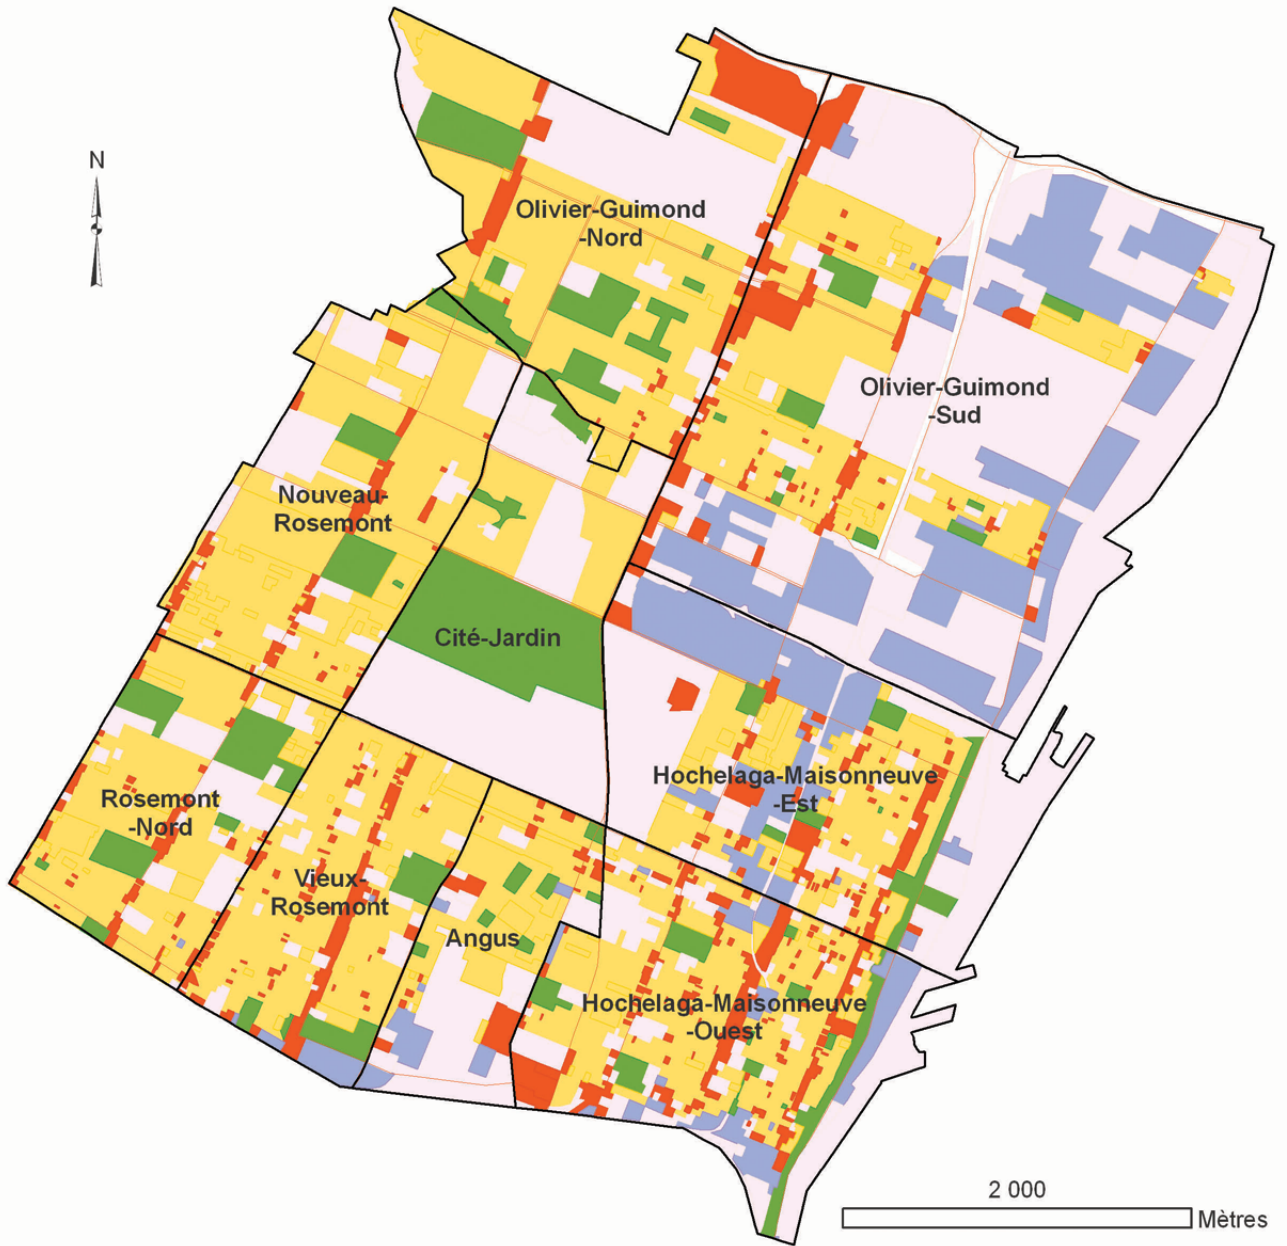 N
Olivier-Guimond
-Nord
Olivier-Guimond
-Sud
Nouveau-
Rosemont
Cité-Jardin
Hochelaga-Maisonneuve
-Est
Rosemont
-Nord
Vieux-
Rosemont
Angus
Hochelaga-Maisonneuve
-Ouest
2 000
Mètres